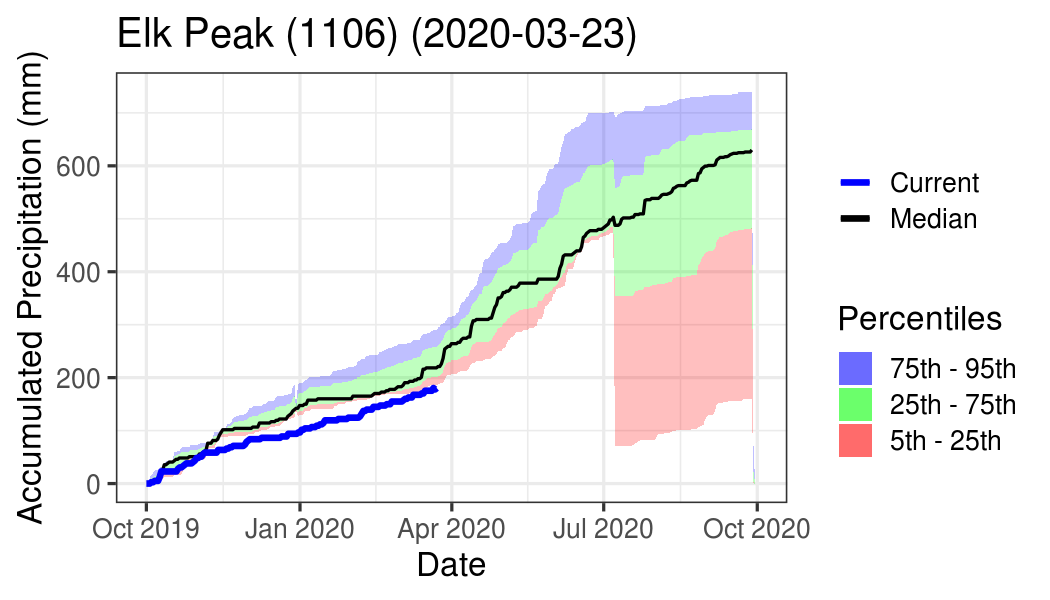 Elk Peak (1106) (2020-03-23)
Accumulated Precipitation (mm)
600
400
200
0
Oct 2019
Jan 2020
Apr 2020
Jul 2020
Oct 2020
Date
Current
Median
Percentiles
75th - 95th
25th - 75th
5th - 25th